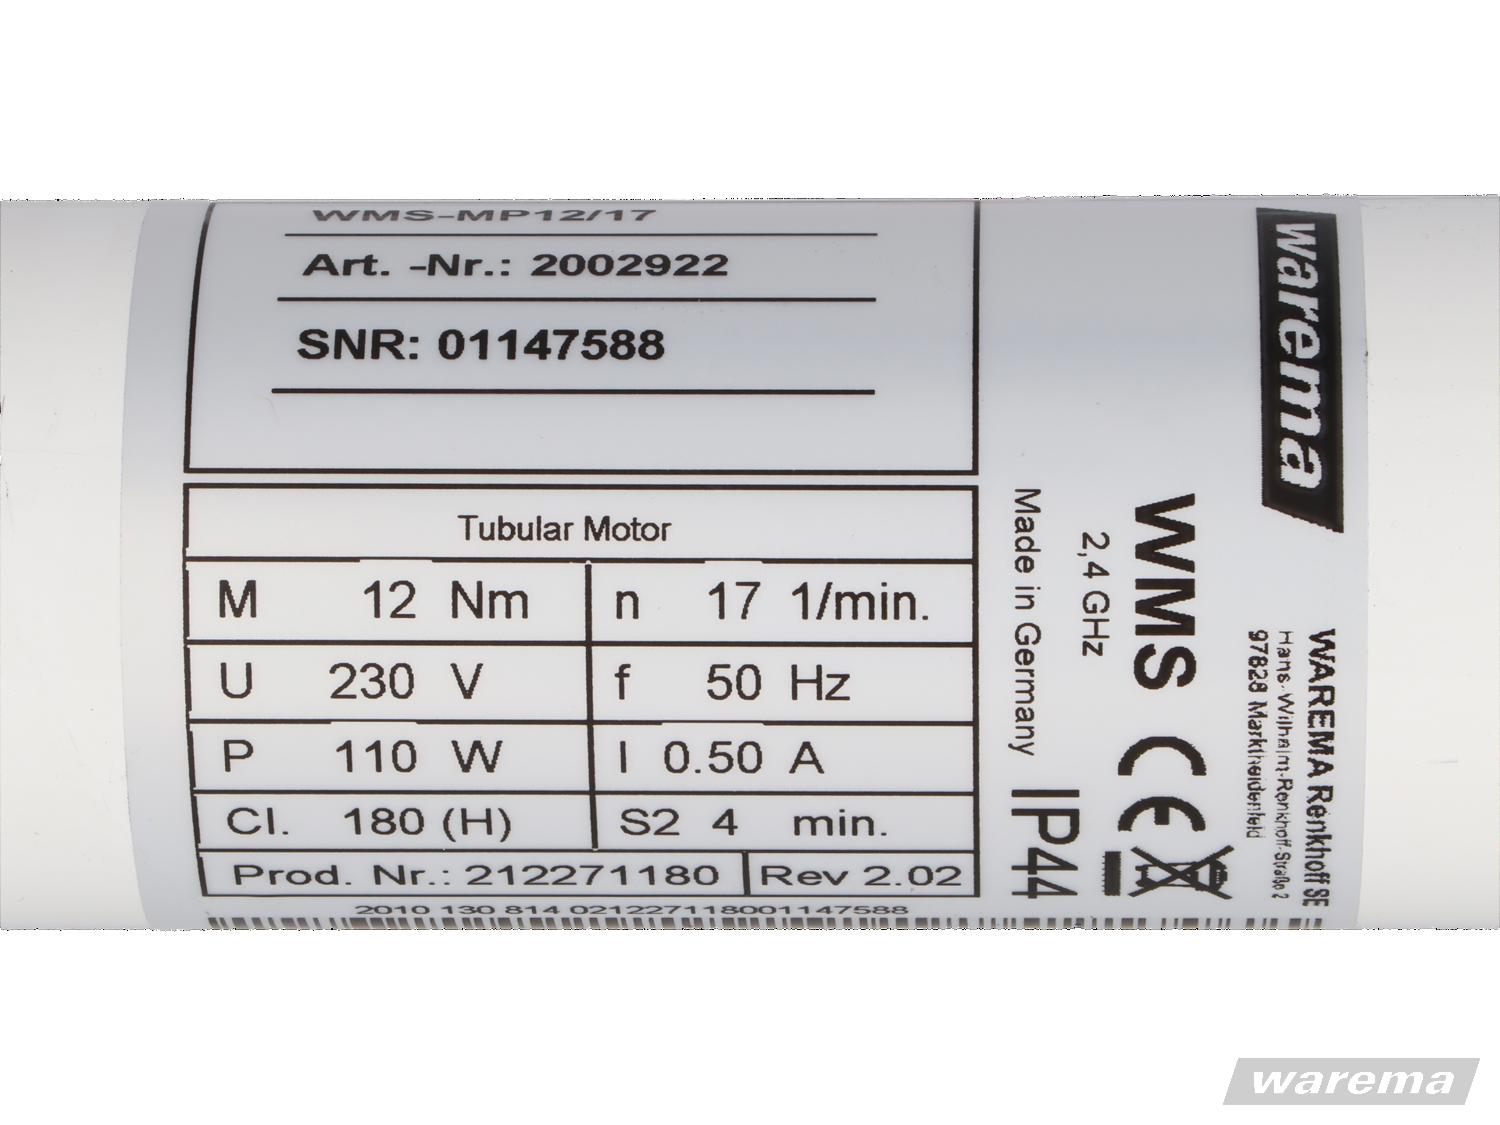 WMS-MP12/17
Art. -Nr.: 2002922
SNR: 01147588
Tubular Motor
M 12 Nm n 17 1/min.
U 230 V f 50 Hz
P 110 W I 0.50 A
Cl. 180 (H) S2 4 min.
Prod. Nr.: 212271180 Rev 2.02
2010 130 814 021227118001147588
Made in Germany IP44
2,4 GHz
WMS CE
warema
WAREMA Renkhoff SE
Hans-Wilhelm-Renkhoff-Straße 2
97828 Marktheidenfeld
warema